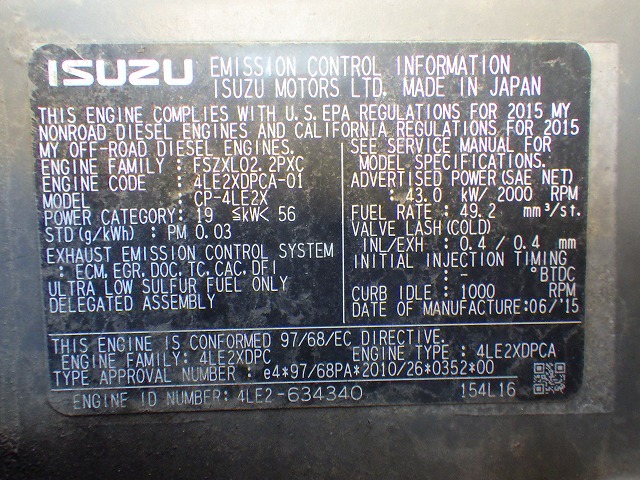 ISUZU EMISSION CONTROL INFORMATION
ISUZU MOTORS LTD. MADE IN JAPAN
THIS ENGINE COMPLIES WITH U.S.EPA REGULATIONS FOR 2015 MY
NONROAD DIESEL ENGINES AND CALIFORNIA REGULATIONS FOR 2015
MY OFF-ROAD DIESEL ENGINES.
ENGINE FAMILY : FSZXL02.2PXC
ENGINE CODE : 4LE2XDPCA-01
MODEL : CP-4LE2X
POWER CATEGORY : 19 ≦kW< 56
STD (g/kWh) : PM 0.03
EXHAUST EMISSION CONTROL SYSTEM
: ECM, EGR, DOC, TC, CAC, DFI
ULTRA LOW SULFUR FUEL ONLY
DELEGATED ASSEMBLY
SEE SERVICE MANUAL FOR
MODEL SPECIFICATION.
ADVERTISED POWER(SAE NET)
: 43.0 kW/ 2000 RPM
FUEL RATE : 49.2 mm³/st.
VALVE LASH (COLD)
INL/EXH : 0.4 / 0.4 mm
INITIAL INJECTION TIMING
: - °BTDC
CURB IDLE : 1000 RPM
DATE OF MANUFACTURE:06/'15
THIS ENGINE IS CONFORMED 97/68/EC DIRECTIVE.
ENGINE FAMILY: 4LE2XDPC ENGINE TYPE : 4LE2XDPCA
TYPE APPROVAL NUMBER : e4*97/68PA*2010/26*0352*00
ENGINE ID NUMBER: 4LE2-634340 154L16